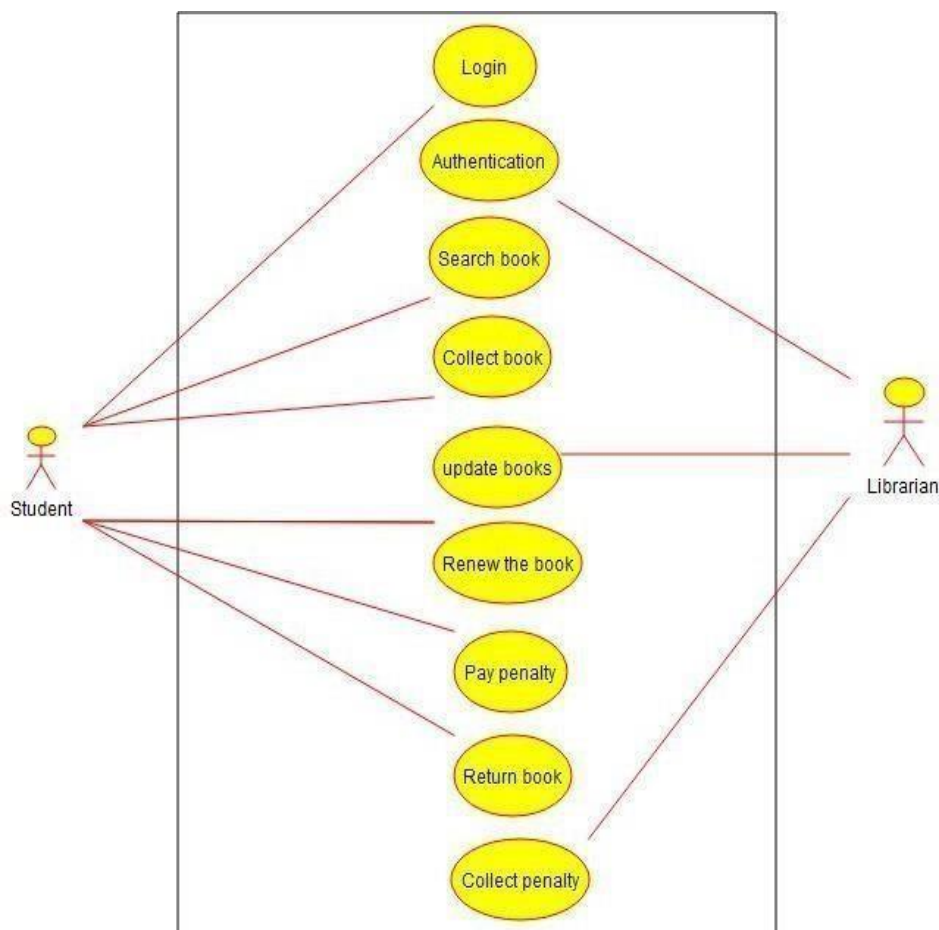 Login
Authentication
Search book
Collect book
update books
Student
Librarian
Renew the book
Pay penalty
Return book
Collect penalty